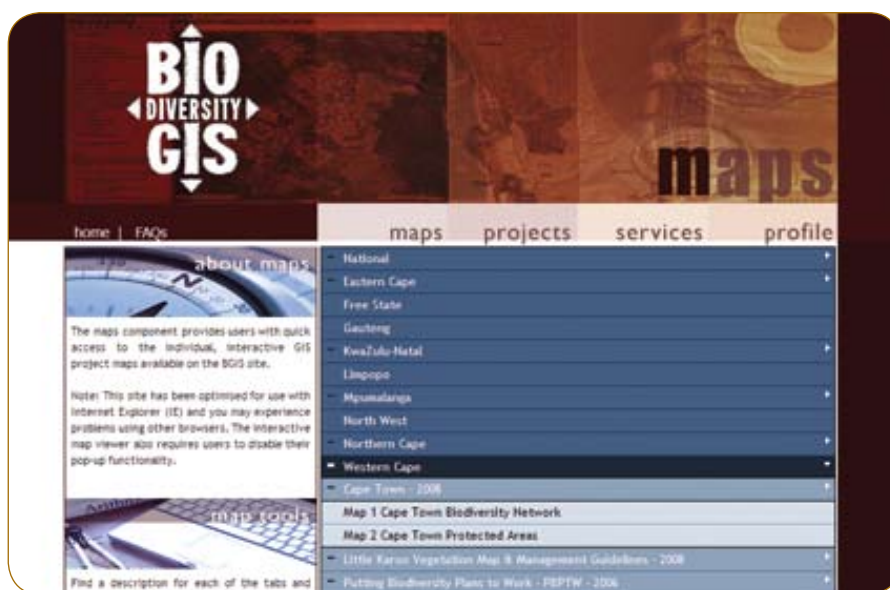 BIO
DIVERSITY
GIS
maps
home | FAQs
maps projects services profile
about maps
The maps component provides users with quick
access to the individual, interactive GIS
project maps available on the BGIS site.
Note: This site has been optimised for use with
Internet Explorer (IE) and you may experience
problems using other browsers. The interactive
map viewer also requires users to disable their
pop-up functionality.
map tools
Find a description for each of the tabs and
National
Eastern Cape
Free State
Gauteng
KwaZulu-Natal
Limpopo
Mpumalanga
North West
Northern Cape
Western Cape
Cape Town - 2008
Map 1 Cape Town Biodiversity Network
Map 2 Cape Town Protected Areas
Little Karoo Vegetation Map & Management Guidelines - 2008
Putting Biodiversity Plans to Work - PBPTW - 2006